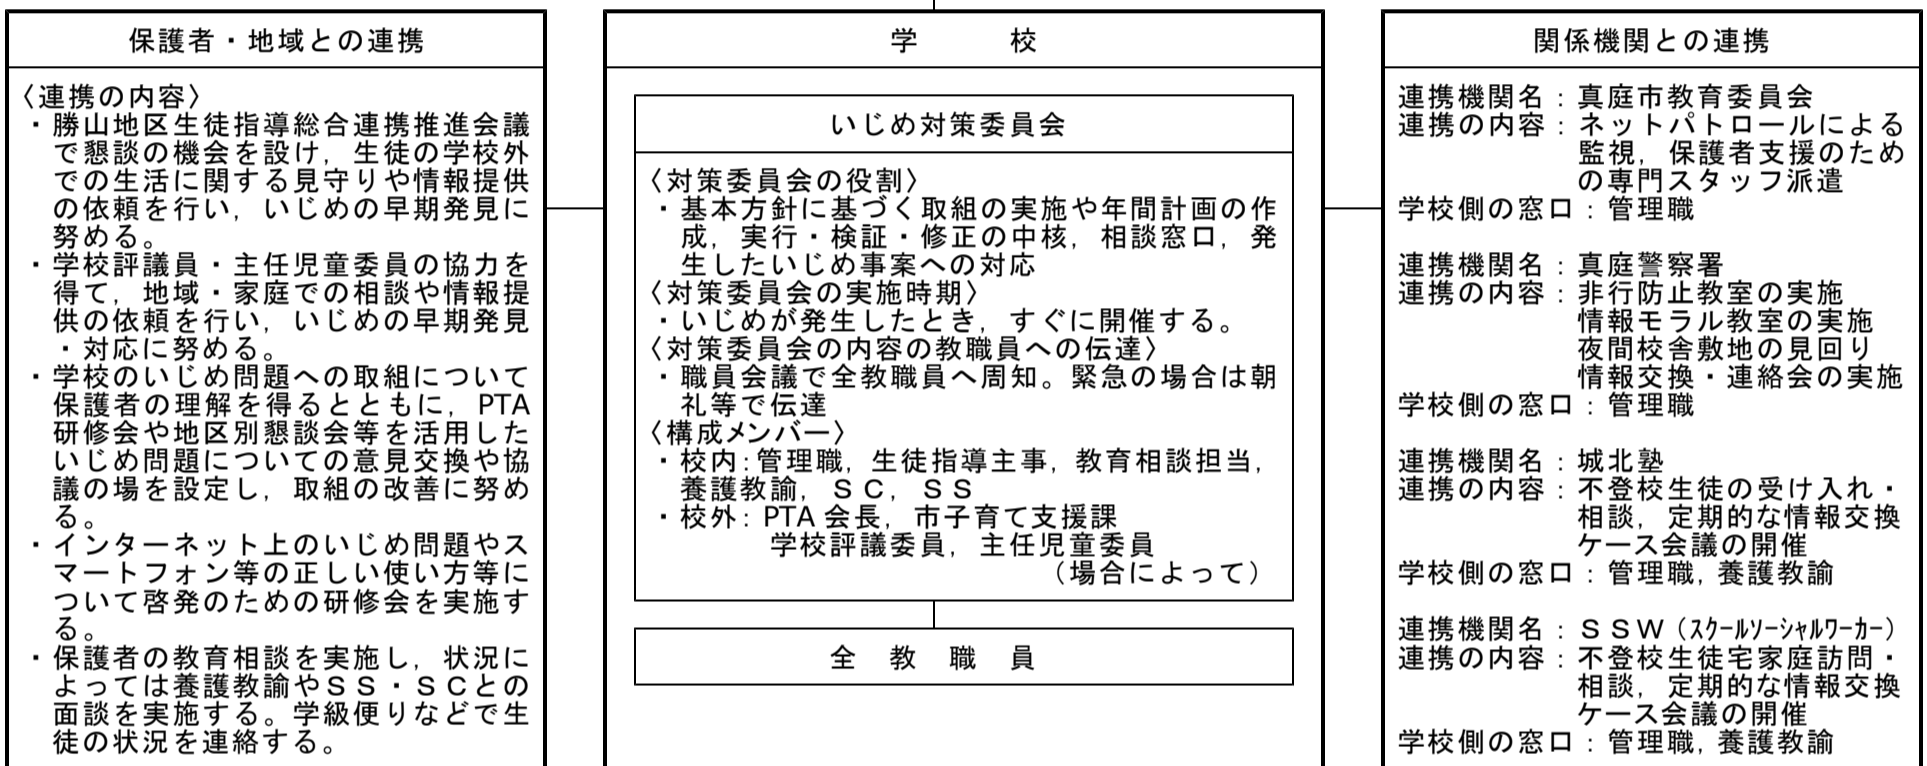 保護者・地域との連携
〈連携の内容〉
・勝山地区生徒指導総合連携推進会議
で懇談の機会を設け，生徒の学校外
での生活に関する見守りや情報提供
の依頼を行い，いじめの早期発見に
努める。
・学校評議員・主任児童委員の協力を
得て，地域・家庭での相談や情報提
供の依頼を行い，いじめの早期発見
・対応に努める。
・学校のいじめ問題への取組について
保護者の理解を得るとともに，PTA
研修会や地区別懇談会等を活用した
いじめ問題についての意見交換や協
議の場を設定し，取組の改善に努め
る。
・インターネット上のいじめ問題やス
マートフォン等の正しい使い方等に
ついて啓発のための研修会を実施す
る。
・保護者の教育相談を実施し，状況に
よっては養護教諭やＳＳ・ＳＣとの
面談を実施する。学級便りなどで生
徒の状況を連絡する。
学　　校
いじめ対策委員会
〈対策委員会の役割〉
・基本方針に基づく取組の実施や年間計画の作
成，実行・検証・修正の中核，相談窓口，発
生したいじめ事案への対応
〈対策委員会の実施時期〉
・いじめが発生したとき，すぐに開催する。
〈対策委員会の内容の教職員への伝達〉
・職員会議で全教職員へ周知。緊急の場合は朝
礼等で伝達
〈構成メンバー〉
・校内：管理職，生徒指導主事，教育相談担当，
養護教諭，ＳＣ，ＳＳ
・校外：PTA 会長，市子育て支援課
学校評議委員，主任児童委員
（場合によって）
全　教　職　員
関係機関との連携
連携機関名：真庭市教育委員会
連携の内容：ネットパトロールによる
監視，保護者支援のため
の専門スタッフ派遣
学校側の窓口：管理職
連携機関名：真庭警察署
連携の内容：非行防止教室の実施
情報モラル教室の実施
夜間校舎敷地の見回り
情報交換・連絡会の実施
学校側の窓口：管理職
連携機関名：城北塾
連携の内容：不登校生徒の受け入れ・
相談，定期的な情報交換
ケース会議の開催
学校側の窓口：管理職，養護教諭
連携機関名：ＳＳＷ（ｽｸｰﾙｿｰｼｬﾙﾜｰｶｰ）
連携の内容：不登校生徒宅家庭訪問・
相談，定期的な情報交換
ケース会議の開催
学校側の窓口：管理職，養護教諭